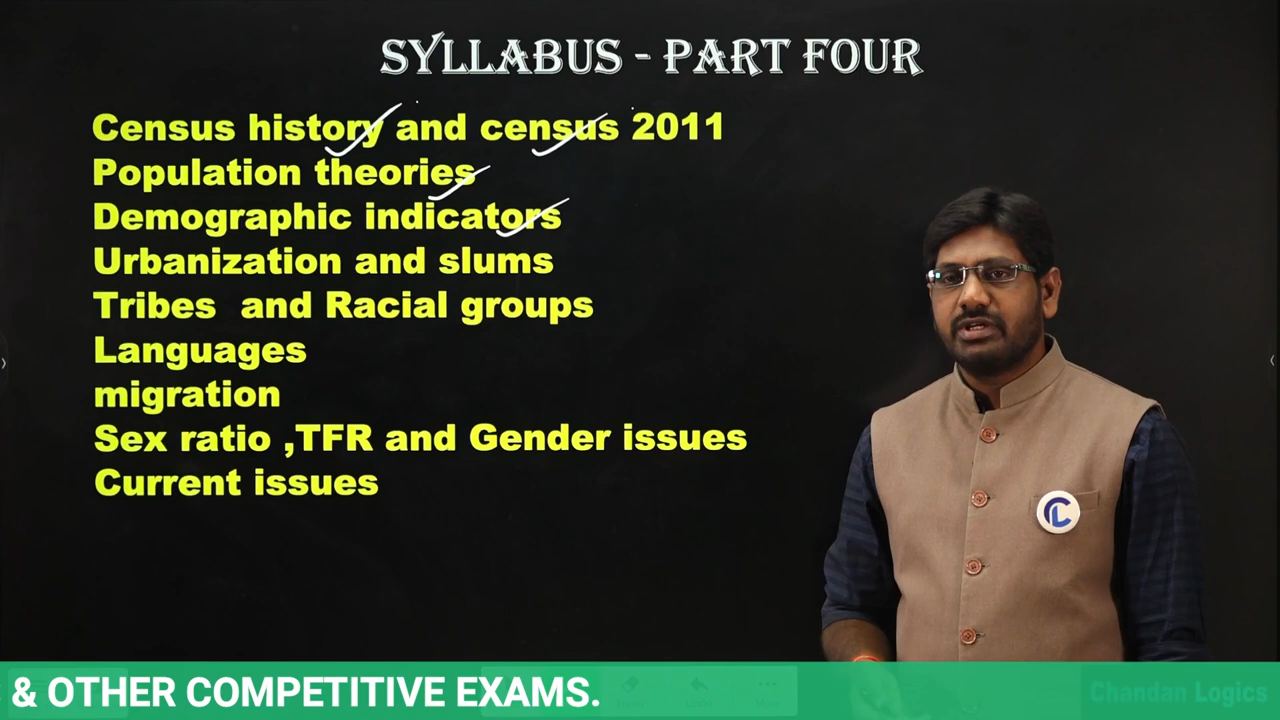 SYLLABUS - PART FOUR
Census history and census 2011
Population theories
Demographic indicators
Urbanization and slums
Tribes and Racial groups
Languages
migration
Sex ratio ,TFR and Gender issues
Current issues
& OTHER COMPETITIVE EXAMS.
Chandan Logics